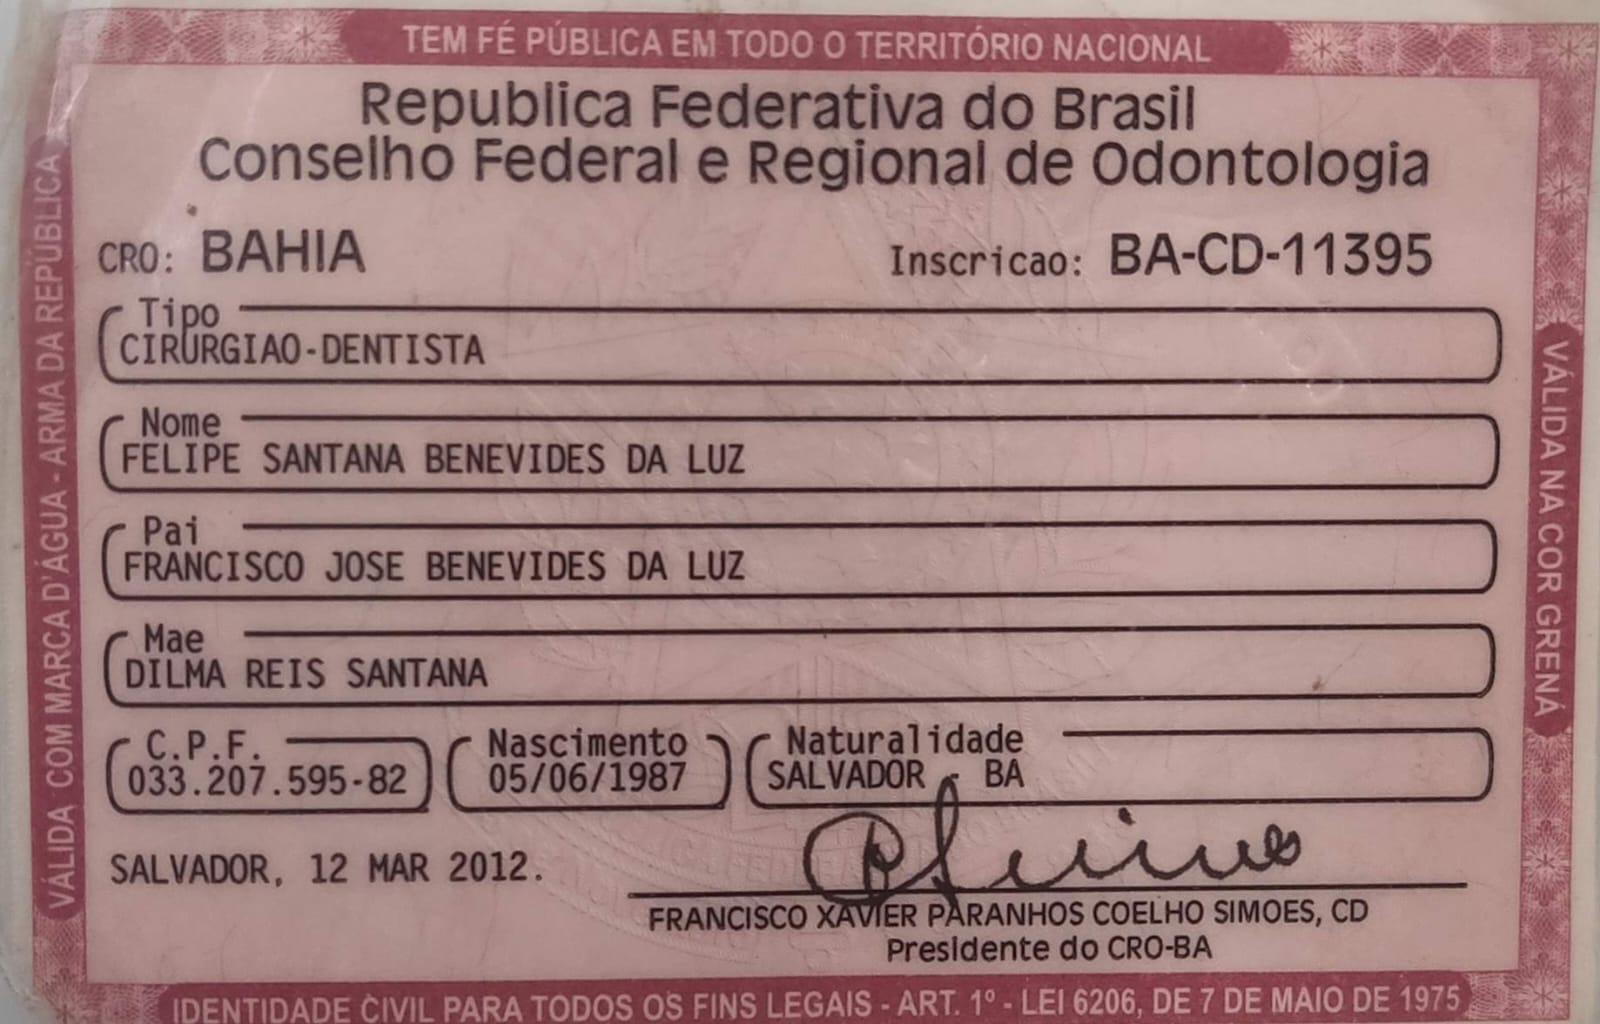 TEM FÉ PÚBLICA EM TODO O TERRITÓRIO NACIONAL
Republica Federativa do Brasil
Conselho Federal e Regional de Odontologia
CRO: BAHIA Inscricao: BA-CD-11395
Tipo
CIRURGIAO-DENTISTA
Nome
FELIPE SANTANA BENEVIDES DA LUZ
Pai
FRANCISCO JOSE BENEVIDES DA LUZ
Mae
DILMA REIS SANTANA
C.P.F. Nascimento Naturalidade
033.207.595-82 05/06/1987 SALVADOR - BA
SALVADOR, 12 MAR 2012.
FRANCISCO XAVIER PARANHOS COELHO SIMOES, CD
Presidente do CRO-BA
IDENTIDADE CIVIL PARA TODOS OS FINS LEGAIS - ART. 1º - LEI 6206, DE 7 DE MAIO DE 1975
VÁLIDA COM MARCA D'ÁGUA - ARMA DA REPÚBLICA
VÁLIDA NA COR GRENÁ